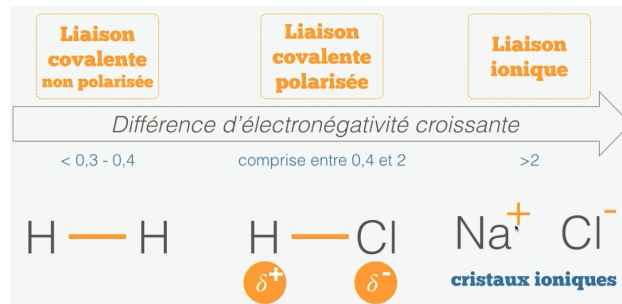 Liaison
covalente
non polarisée
Liaison
covalente
polarisée
Liaison
ionique
Différence d'électronégativité croissante
< 0,3 - 0,4
comprise entre 0,4 et 2
>2
H — H
H — Cl
δ+ δ-
Na+ Cl-
cristaux ioniques